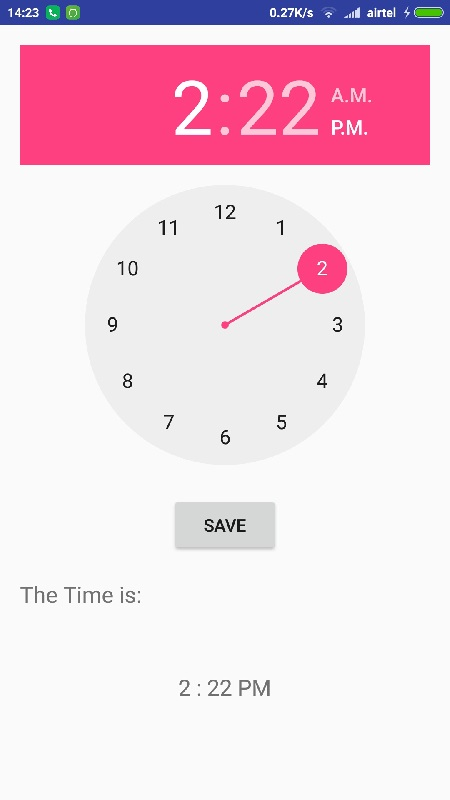 14:23 0.27K/s airtel
2:22 A.M.
P.M.
12
11 1
10 2
9 3
8 4
7 5
6
SAVE
The Time is:
2 : 22 PM